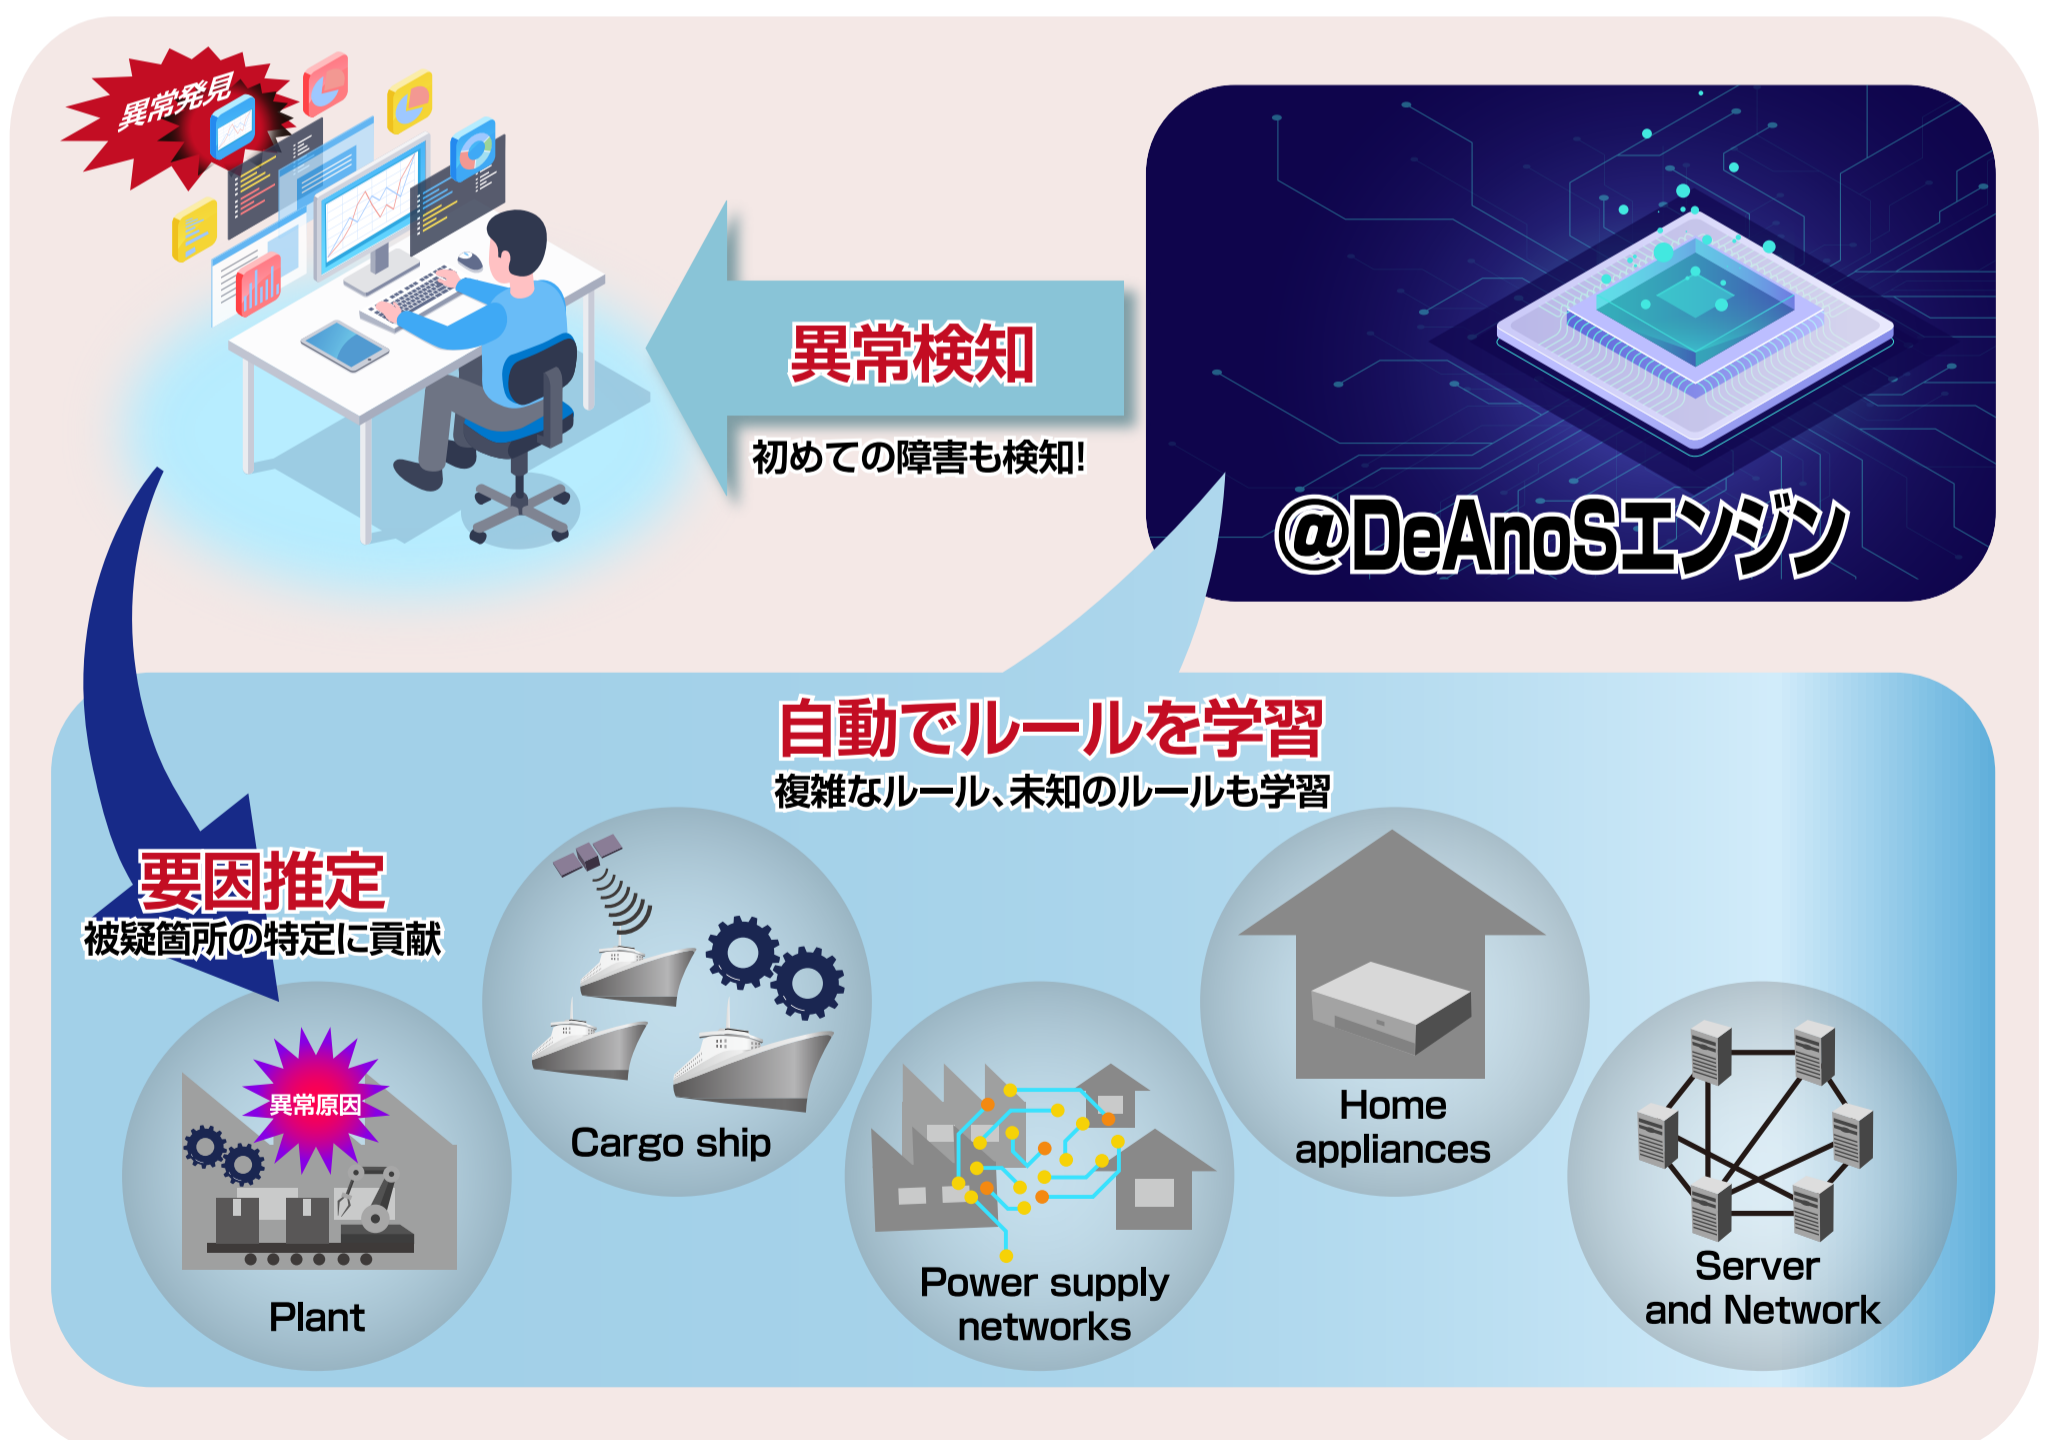 異常発見
異常検知
初めての障害も検知!
@DeAnoSエンジン
自動でルールを学習
複雑なルール、未知のルールも学習
要因推定
被疑箇所の特定に貢献
異常原因
Plant
Cargo ship
Power supply
networks
Home
appliances
Server
and Network